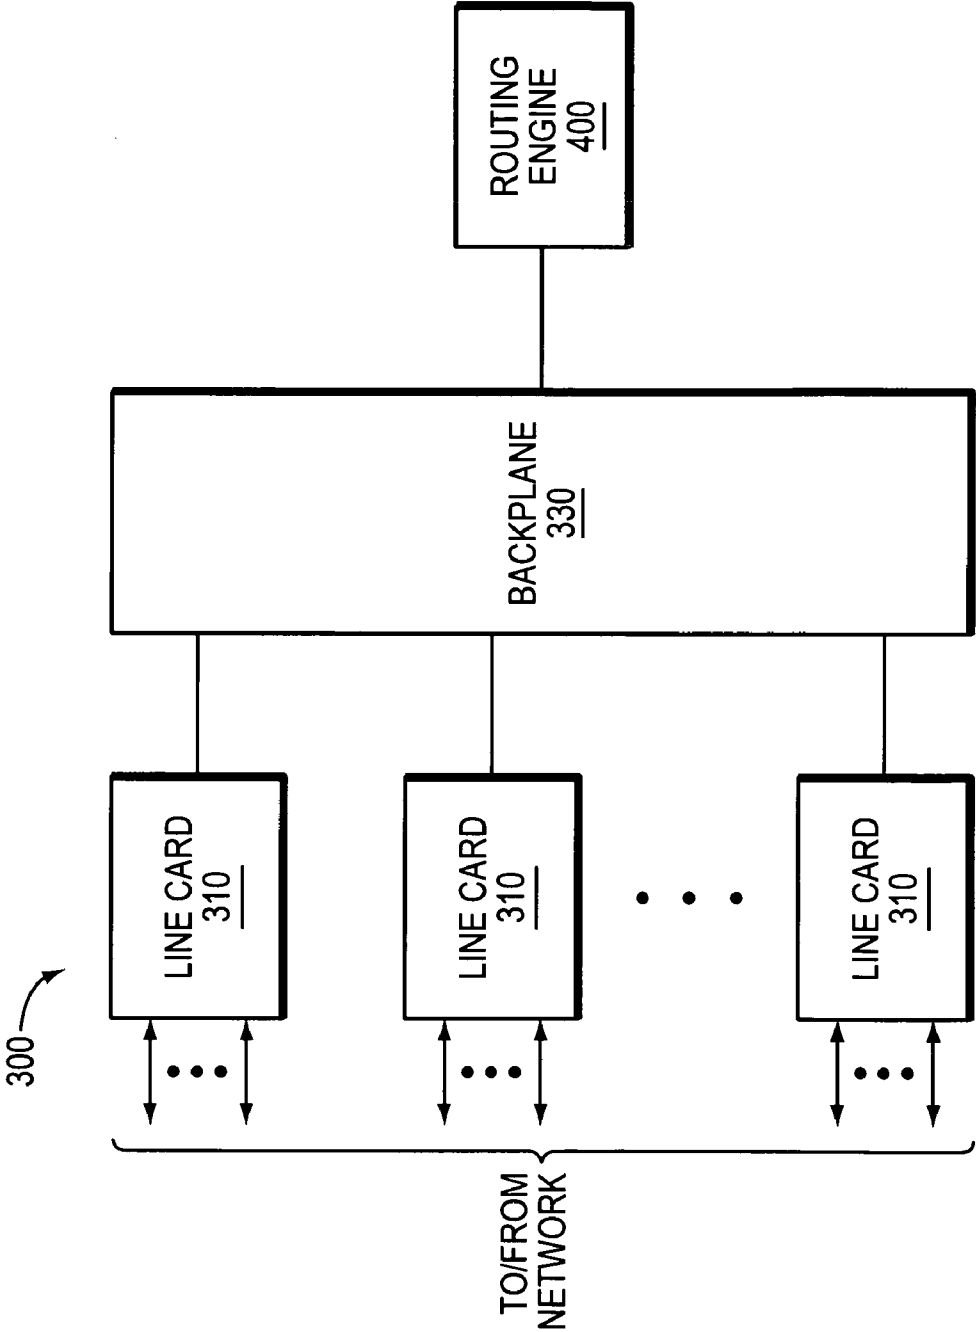 300
TO/FROM
NETWORK
LINE CARD
310
LINE CARD
310
LINE CARD
310
BACKPLANE
330
ROUTING
ENGINE
400